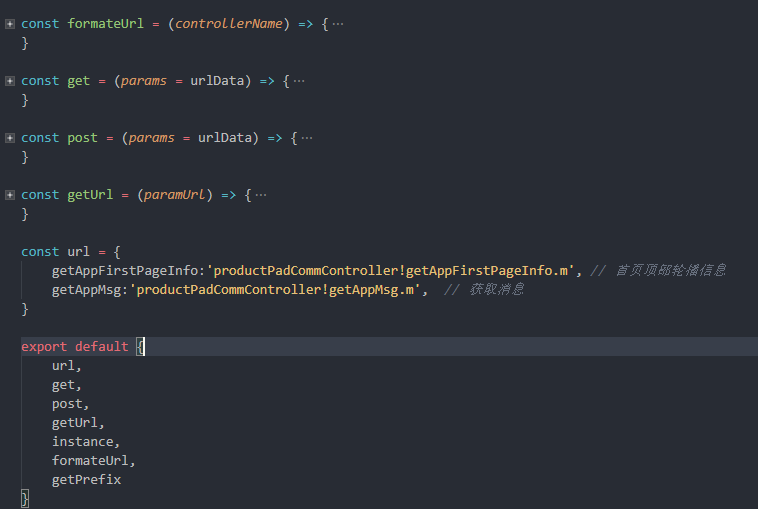 const formateUrl = (controllerName) => {···
}
const get = (params = urlData) => {···
}
const post = (params = urlData) => {···
}
const getUrl = (paramUrl) => {···
}
const url = {
getAppFirstPageInfo:'productPadCommController!getAppFirstPageInfo.m', // 首页顶部轮播信息
getAppMsg:'productPadCommController!getAppMsg.m',  // 获取消息
}
export default {
url,
get,
post,
getUrl,
instance,
formateUrl,
getPrefix
}